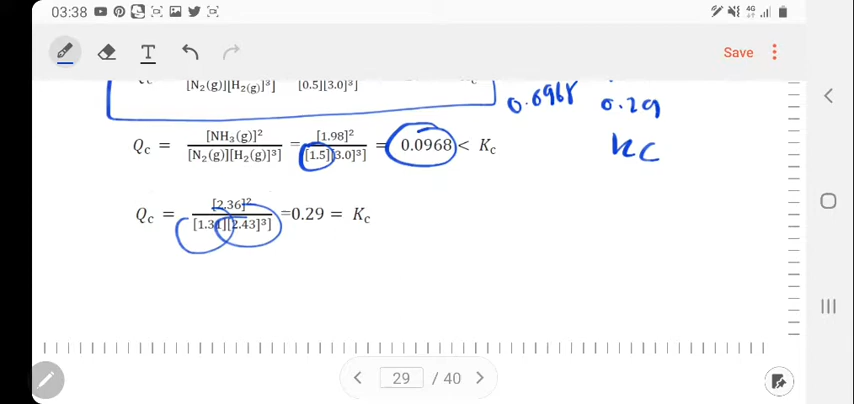 03:38 4G
T Save
[N₂(g)][H₂(g)]³] [0.5][3.0]³]
0.0968 0.29
Kc
Qc = [NH₃(g)]² / [N₂(g)][H₂(g)]³] = [1.98]² / [1.5][3.0]³] = 0.0968 < Kc
Qc = [2.36]² / [1.31][2.43]³] =0.29 = Kc
29 / 40